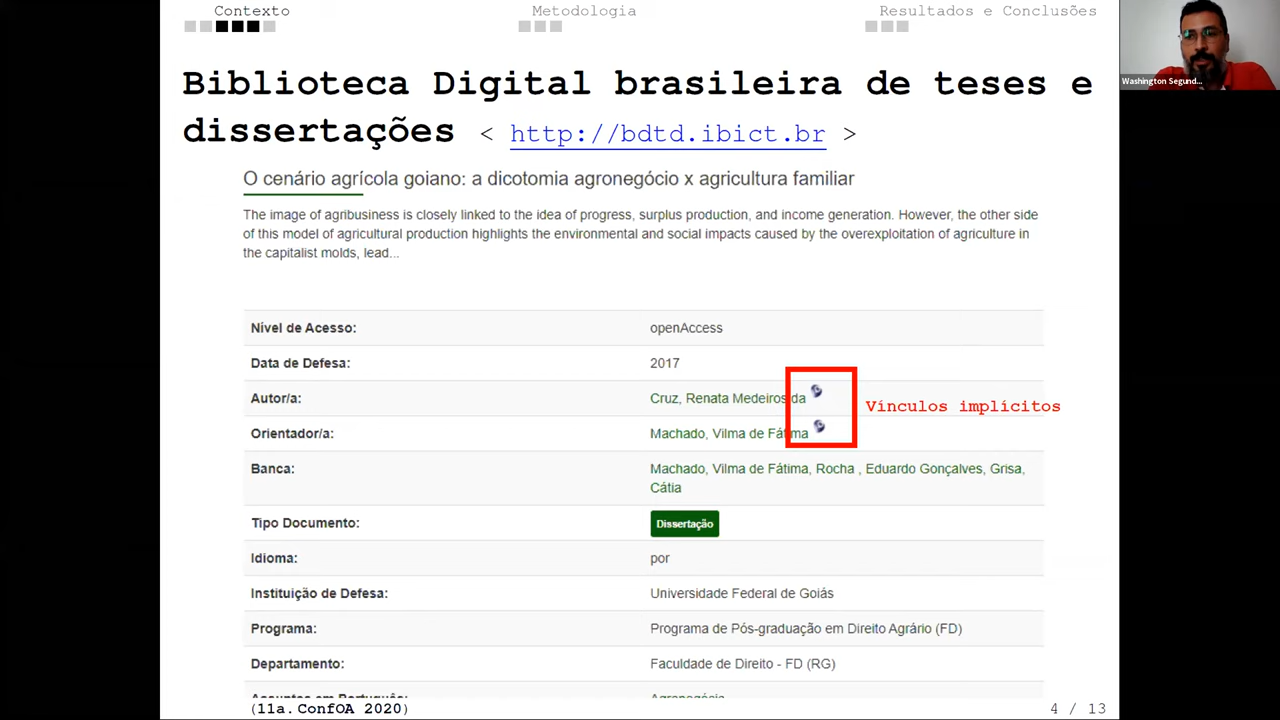 Contexto Metodologia Resultados e Conclusões
Washington Segund...
Biblioteca Digital brasileira de teses e
dissertações < http://bdtd.ibict.br >
O cenário agrícola goiano: a dicotomia agronegócio x agricultura familiar
The image of agribusiness is closely linked to the idea of progress, surplus production, and income generation. However, the other side
of this model of agricultural production highlights the environmental and social impacts caused by the overexploitation of agriculture in
the capitalist molds, lead...
Nível de Acesso: openAccess
Data de Defesa: 2017
Autor/a: Cruz, Renata Medeiros da
Vínculos implícitos
Orientador/a: Machado, Vilma de Fátima
Banca: Machado, Vilma de Fátima, Rocha , Eduardo Gonçalves, Grisa,
Cátia
Tipo Documento: Dissertação
Idioma: por
Instituição de Defesa: Universidade Federal de Goiás
Programa: Programa de Pós-graduação em Direito Agrário (FD)
Departamento: Faculdade de Direito - FD (RG)
Assuntos em Português: Agronegócio
(11a. ConfOA 2020) 4 / 13